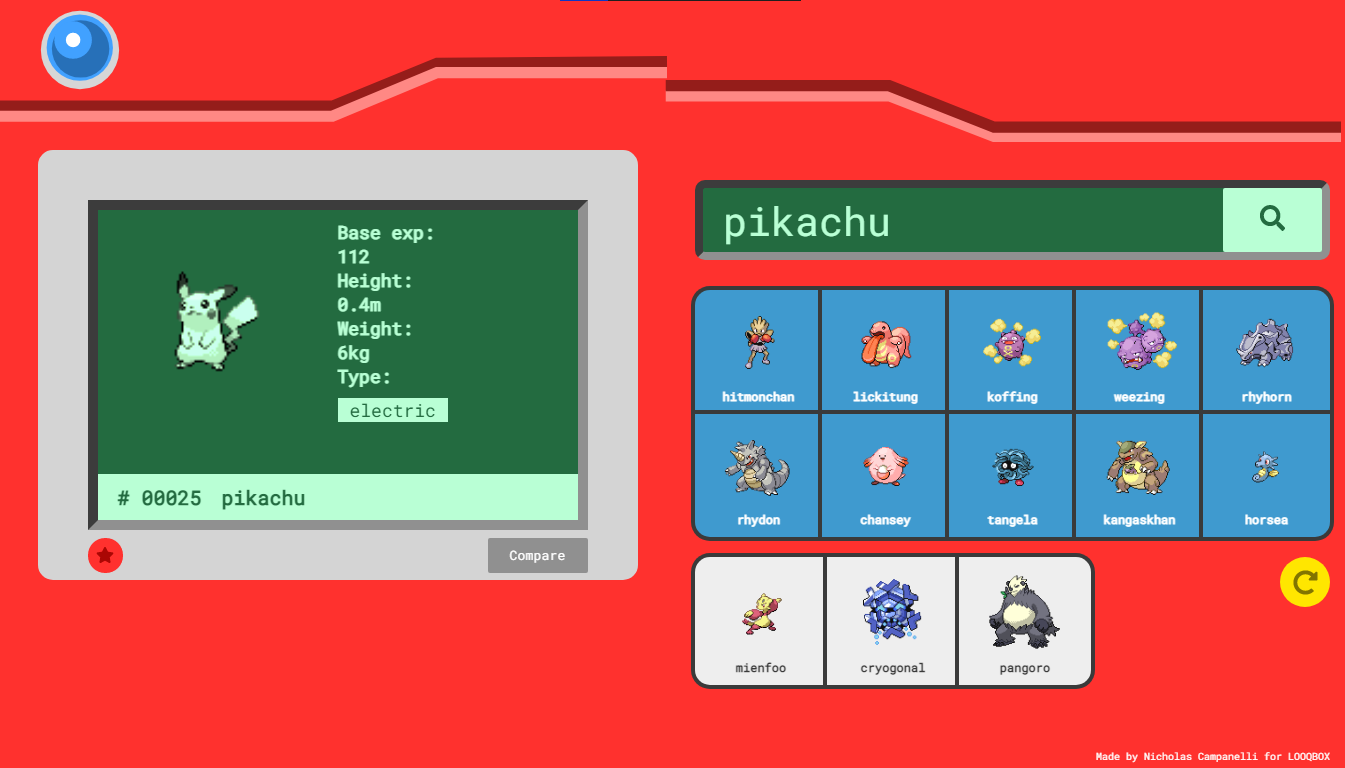 Base exp:
112
Height:
0.4m
Weight:
6kg
Type:
electric
# 00025 pikachu
Compare
pikachu
hitmonchan
lickitung
koffing
weezing
rhyhorn
rhydon
chansey
tangela
kangaskhan
horsea
mienfoo
cryogonal
pangoro
Made by Nicholas Campanelli for LOOQBOX